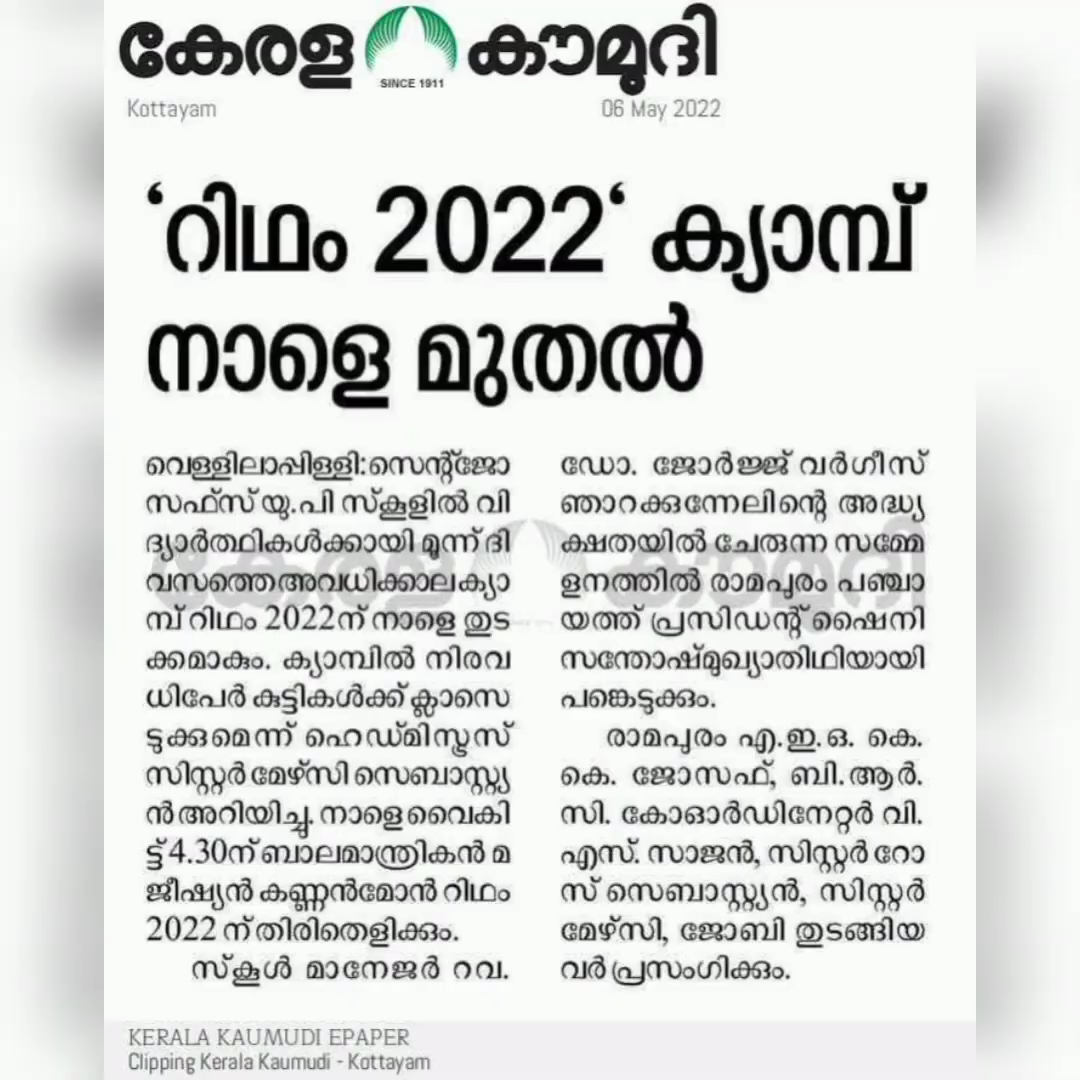 കേരള കൗമുദി
SINCE 1911
Kottayam
06 May 2022
‘റിഥം 2022‘ ക്യാമ്പ്
നാളെ മുതൽ
വെള്ളിലാപ്പിള്ളി: സെന്റ്ജോ
സഫ്സ് യു.പി സ്കൂളിൽ വി
ദ്യാർത്ഥികൾക്കായി മൂന്ന് ദി
വസത്തെ അവധിക്കാല ക്യാ
മ്പ് റിഥം 2022ന് നാളെ തുട
ക്കമാകും. ക്യാമ്പിൽ നിരവ
ധിപേർ കുട്ടികൾക്ക് ക്ലാസെ
ടുക്കുമെന്ന് ഹെഡ്മിസ്ട്രസ്
സിസ്റ്റർ മേഴ്സി സെബാസ്റ്റ്യ
ൻ അറിയിച്ചു. നാളെ വൈകി
ട്ട് 4.30ന് ബാലമാന്ത്രികൻ മ
ജീഷ്യൻ കണ്ണൻമോൻ റിഥം
2022 ന് തിരിതെളിക്കും.
സ്കൂൾ മാനേജർ റവ.
ഡോ. ജോർജ്ജ് വർഗീസ്
ഞാറക്കുന്നേലിന്റെ അദ്ധ്യ
ക്ഷതയിൽ ചേരുന്ന സമ്മേ
ളനത്തിൽ രാമപുരം പഞ്ചാ
യത്ത് പ്രസിഡന്റ് ഷൈനി
സന്തോഷ് മുഖ്യാതിഥിയായി
പങ്കെടുക്കും.
രാമപുരം എ.ഇ.ഒ. കെ.
കെ. ജോസഫ്, ബി.ആർ.
സി. കോഓർഡിനേറ്റർ വി.
എസ്. സാജൻ, സിസ്റ്റർ റോ
സ് സെബാസ്റ്റ്യൻ, സിസ്റ്റർ
മേഴ്സി, ജോബി തുടങ്ങിയ
വർ പ്രസംഗിക്കും.
KERALA KAUMUDI EPAPER
Clipping Kerala Kaumudi - Kottayam